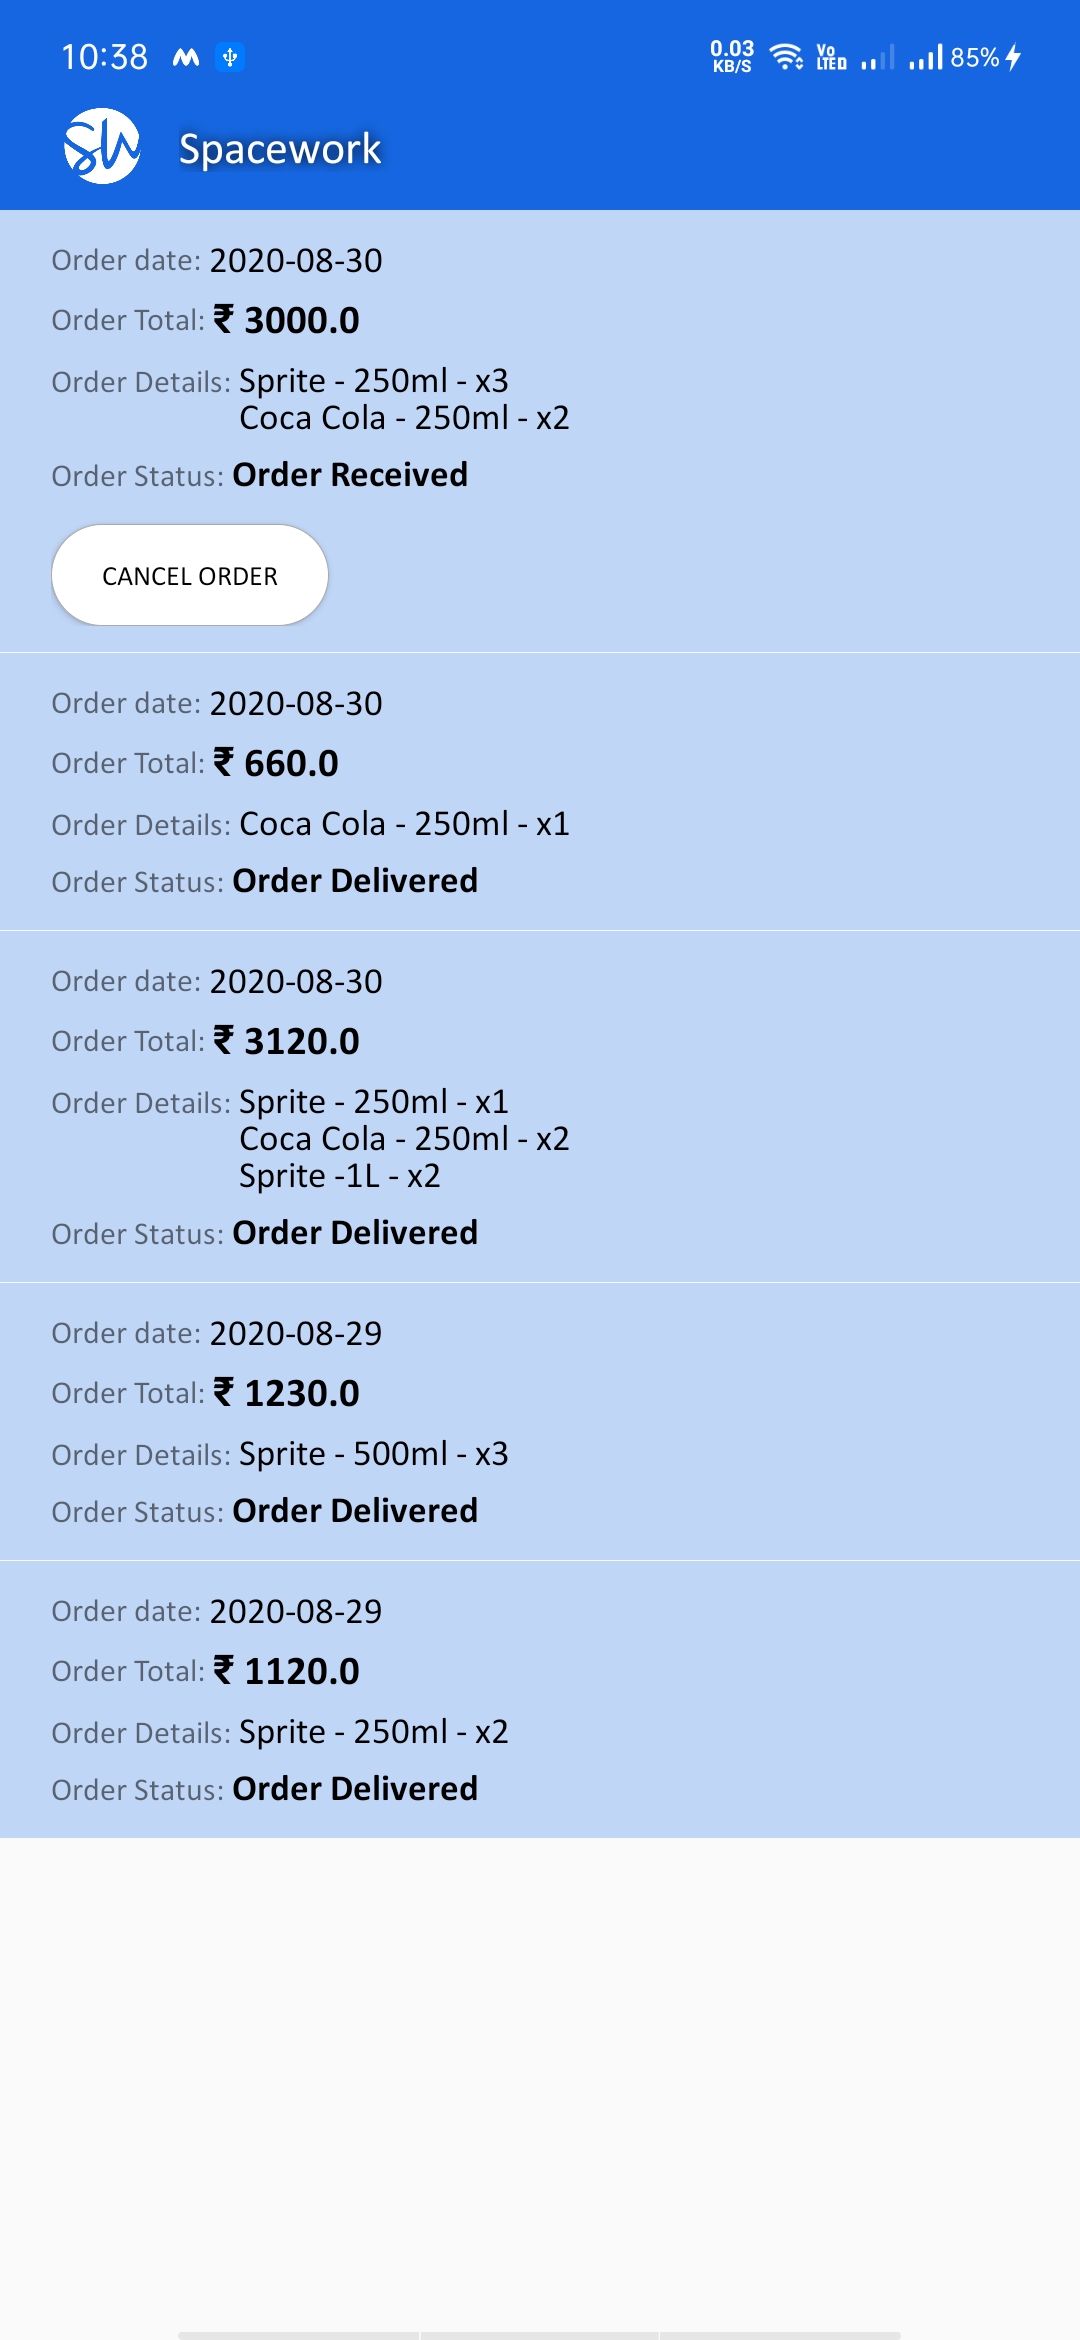 10:38 0.03 KB/S Vo LTED 85%
SW Spacework
Order date: 2020-08-30
Order Total: ₹ 3000.0
Order Details: Sprite - 250ml - x3
Coca Cola - 250ml - x2
Order Status: Order Received
CANCEL ORDER
Order date: 2020-08-30
Order Total: ₹ 660.0
Order Details: Coca Cola - 250ml - x1
Order Status: Order Delivered
Order date: 2020-08-30
Order Total: ₹ 3120.0
Order Details: Sprite - 250ml - x1
Coca Cola - 250ml - x2
Sprite -1L - x2
Order Status: Order Delivered
Order date: 2020-08-29
Order Total: ₹ 1230.0
Order Details: Sprite - 500ml - x3
Order Status: Order Delivered
Order date: 2020-08-29
Order Total: ₹ 1120.0
Order Details: Sprite - 250ml - x2
Order Status: Order Delivered